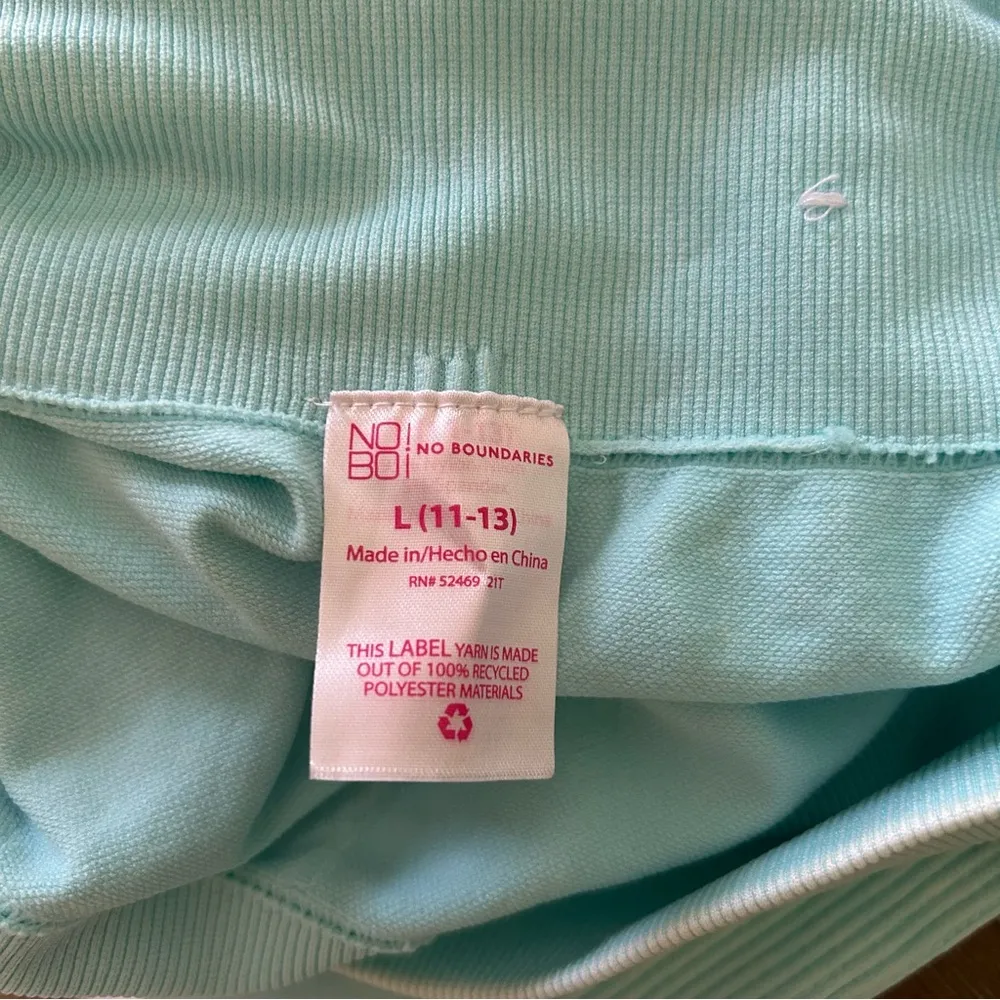 NO!
BO¡
NO BOUNDARIES
L (11-13)
Made in/Hecho en China
RN# 52469 21T
THIS LABEL YARN IS MADE
OUT OF 100% RECYCLED
POLYESTER MATERIALS